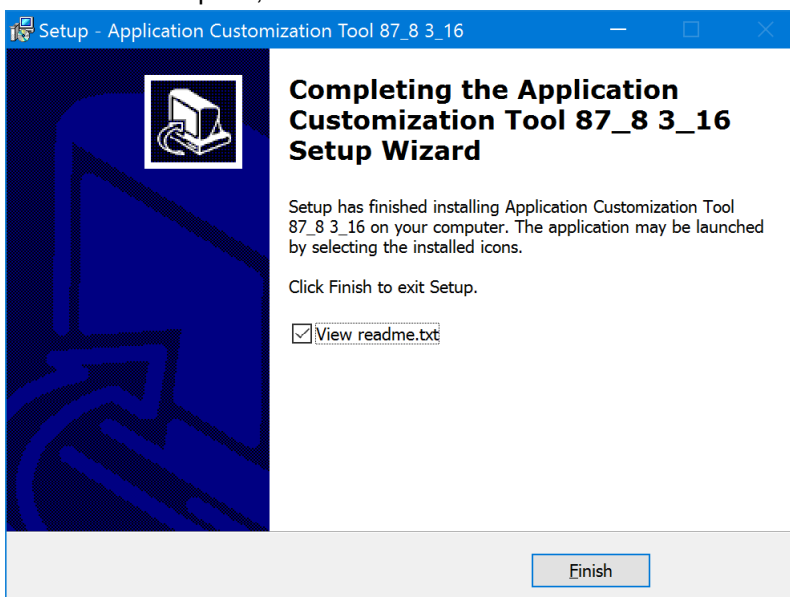 Setup - Application Customization Tool 87_8 3_16
Completing the Application
Customization Tool 87_8 3_16
Setup Wizard
Setup has finished installing Application Customization Tool
87_8 3_16 on your computer. The application may be launched
by selecting the installed icons.
Click Finish to exit Setup.
View readme.txt
Finish